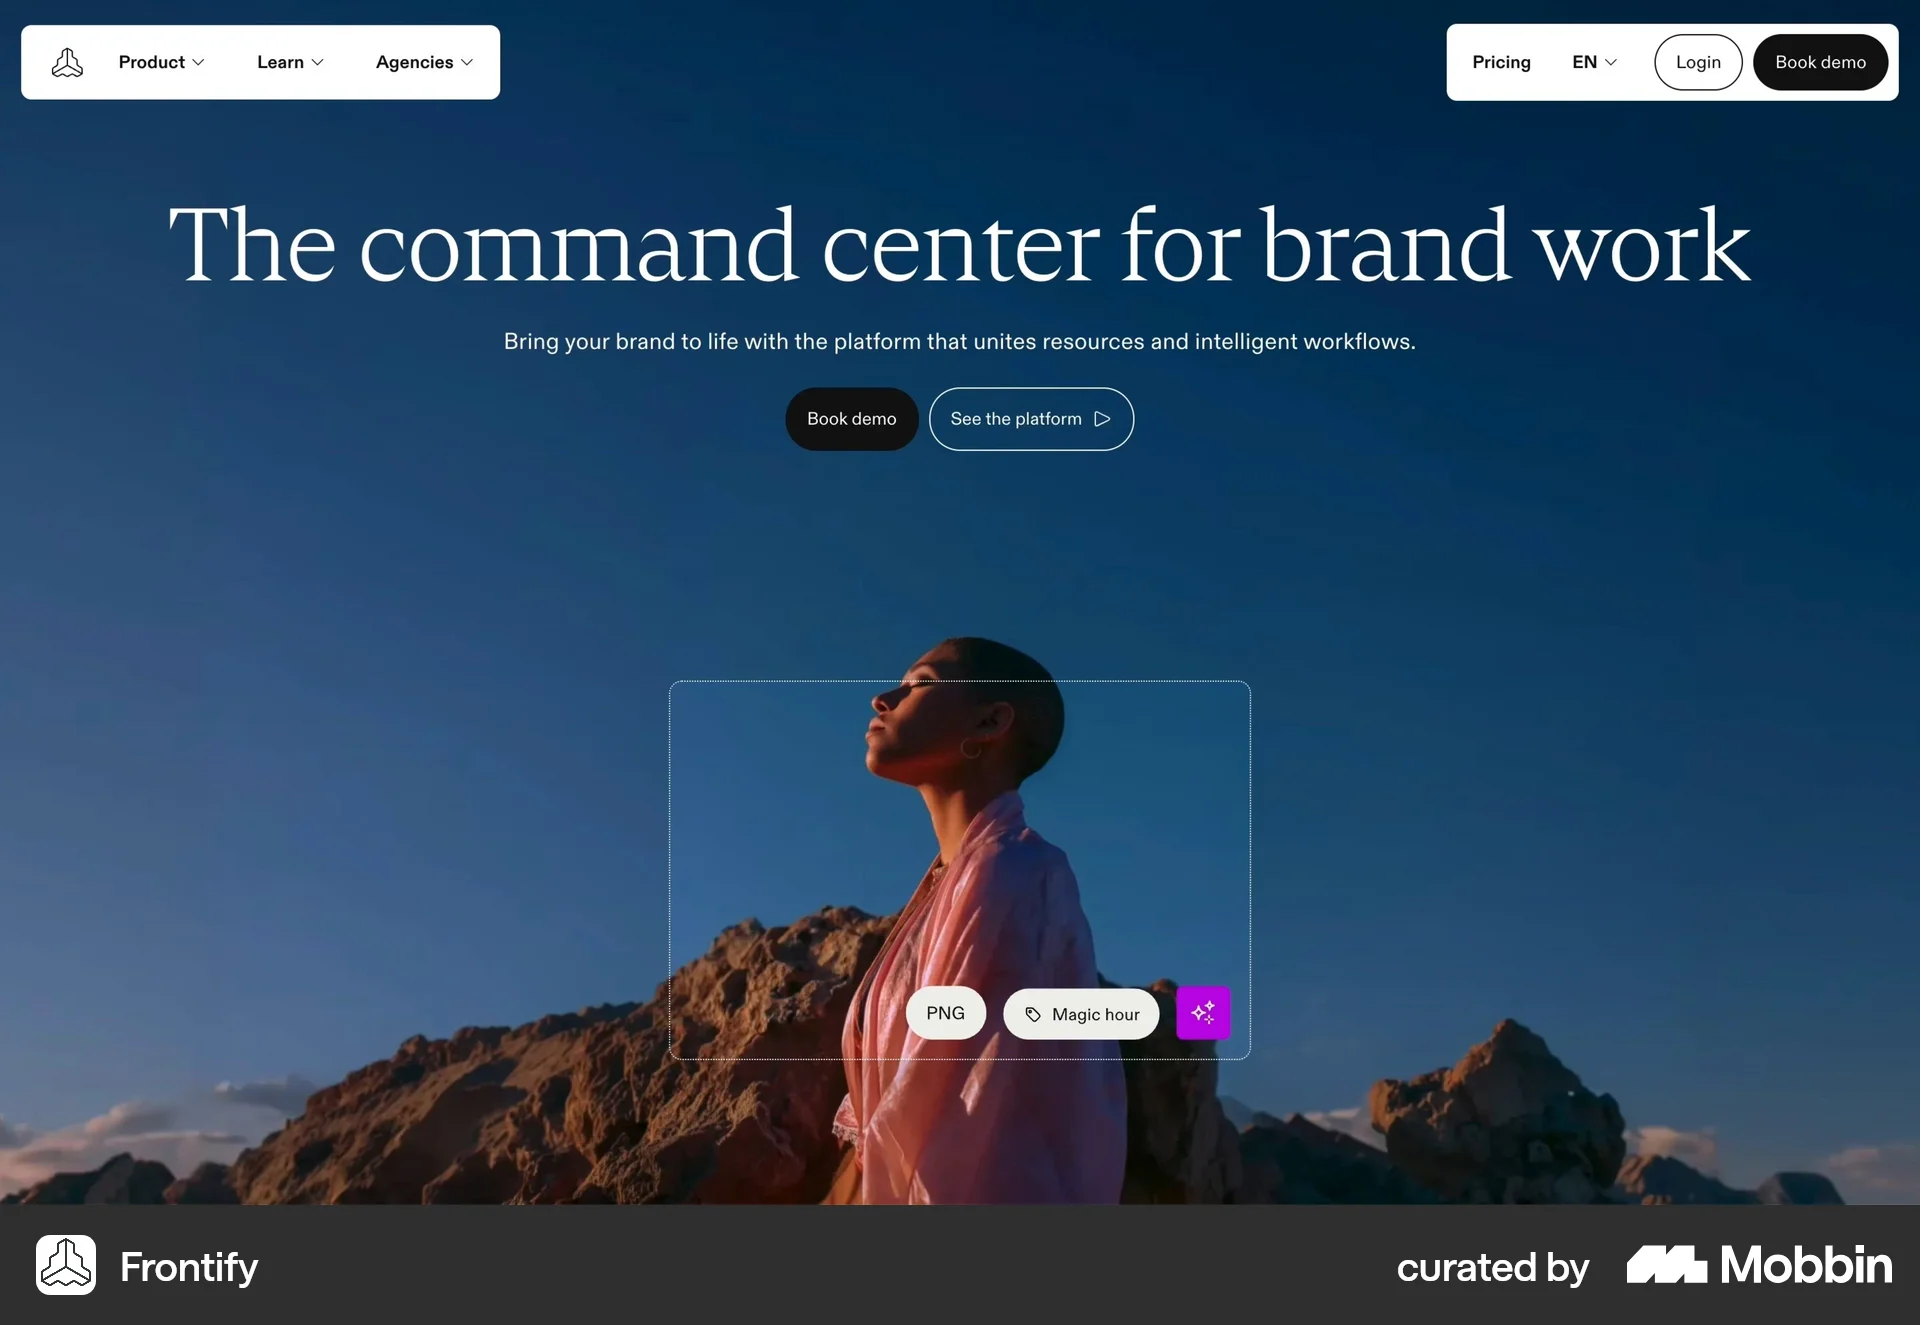 Product
Learn
Agencies
Pricing
EN
Login
Book demo
The command center for brand work
Bring your brand to life with the platform that unites resources and intelligent workflows.
Book demo
See the platform
PNG
Magic hour
Frontify
curated by
Mobbin